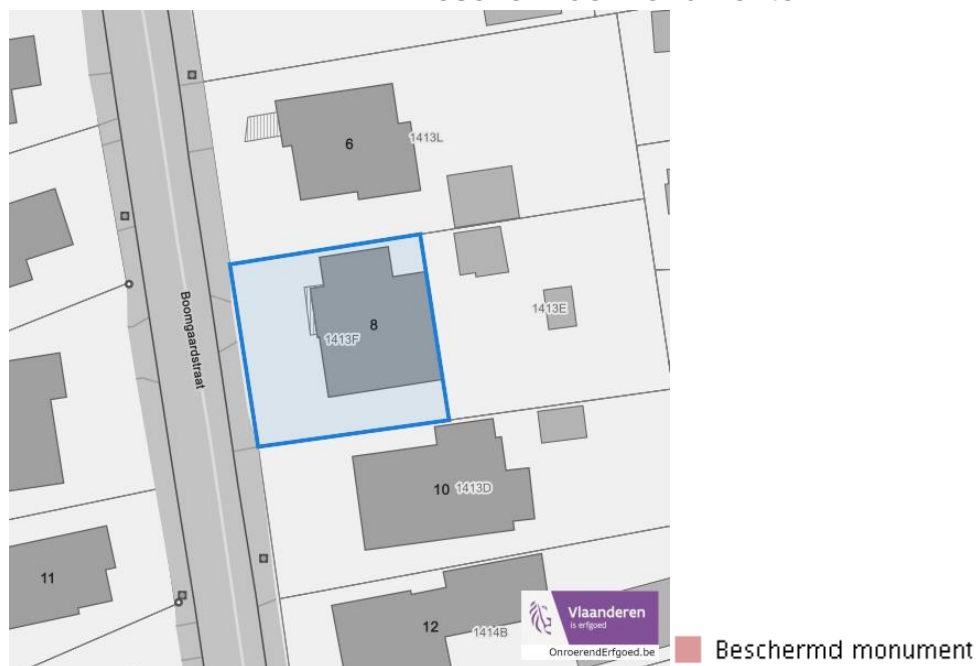 6
1413L
Boomgaardstraat
8
1413E
1413F
10 1413D
11
12
1414B
Vlaanderen
is erfgoed
OnroerendErfgoed.be
Beschermd monument